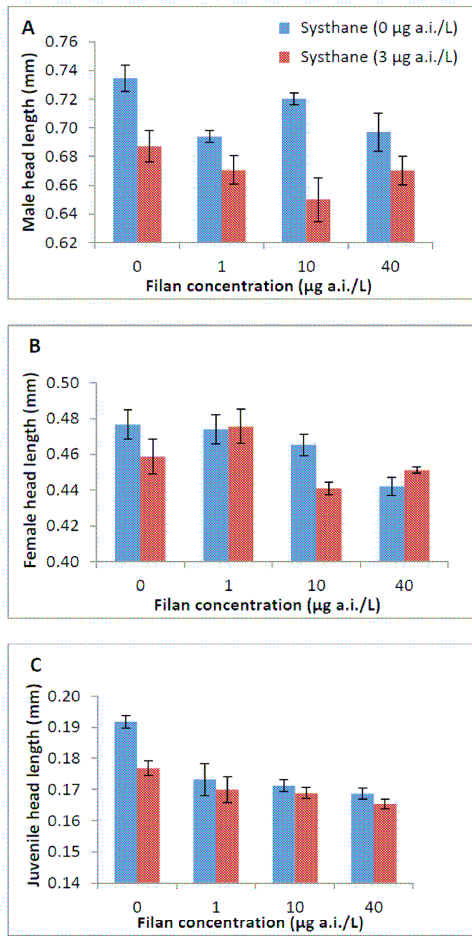 A
Systhane (0 µg a.i./L)
Systhane (3 µg a.i./L)
Male head length (mm)
0.76
0.74
0.72
0.70
0.68
0.66
0.64
0.62
0 1 10 40
Filan concentration (µg a.i./L)
B
Female head length (mm)
0.50
0.48
0.46
0.44
0.42
0.40
0 1 10 40
Filan concentration (µg a.i./L)
C
Juvenile head length (mm)
0.20
0.19
0.18
0.17
0.16
0.15
0.14
0 1 10 40
Filan concentration (µg a.i./L)